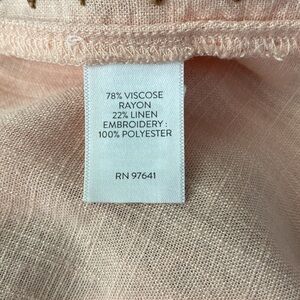 78% VISCOSE
RAYON
22% LINEN
EMBROIDERY :
100% POLYESTER
RN 97641